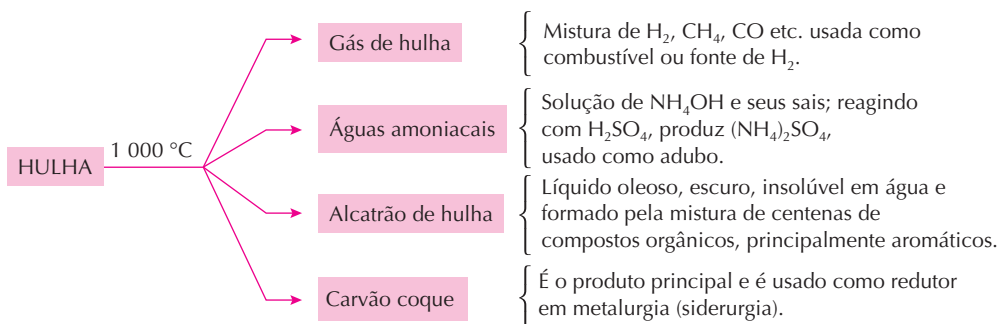 Gás de hulha
Mistura de H₂, CH₄, CO etc. usada como
combustível ou fonte de H₂.
Águas amoniacais
Solução de NH₄OH e seus sais; reagindo
com H₂SO₄, produz (NH₄)₂SO₄,
usado como adubo.
HULHA
1 000 °C
Alcatrão de hulha
Líquido oleoso, escuro, insolúvel em água e
formado pela mistura de centenas de
compostos orgânicos, principalmente aromáticos.
Carvão coque
É o produto principal e é usado como redutor
em metalurgia (siderurgia).